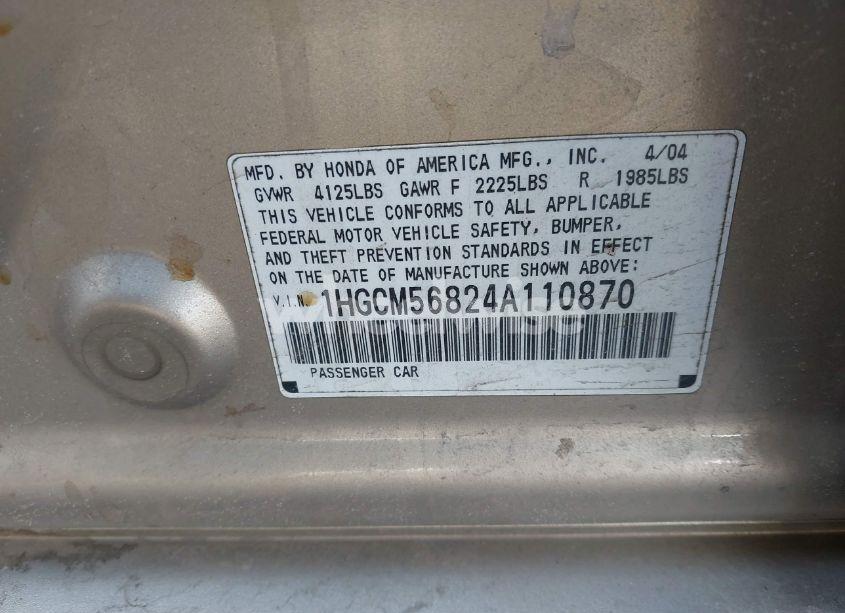 MFD. BY HONDA OF AMERICA MFG., INC. 4/04
GVWR 4125LBS GAWR F 2225LBS R 1985LBS
THIS VEHICLE CONFORMS TO ALL APPLICABLE
FEDERAL MOTOR VEHICLE SAFETY, BUMPER,
AND THEFT PREVENTION STANDARDS IN EFFECT
ON THE DATE OF MANUFACTURE SHOWN ABOVE:
V.I.N. 1HGCM56824A110870
PASSENGER CAR